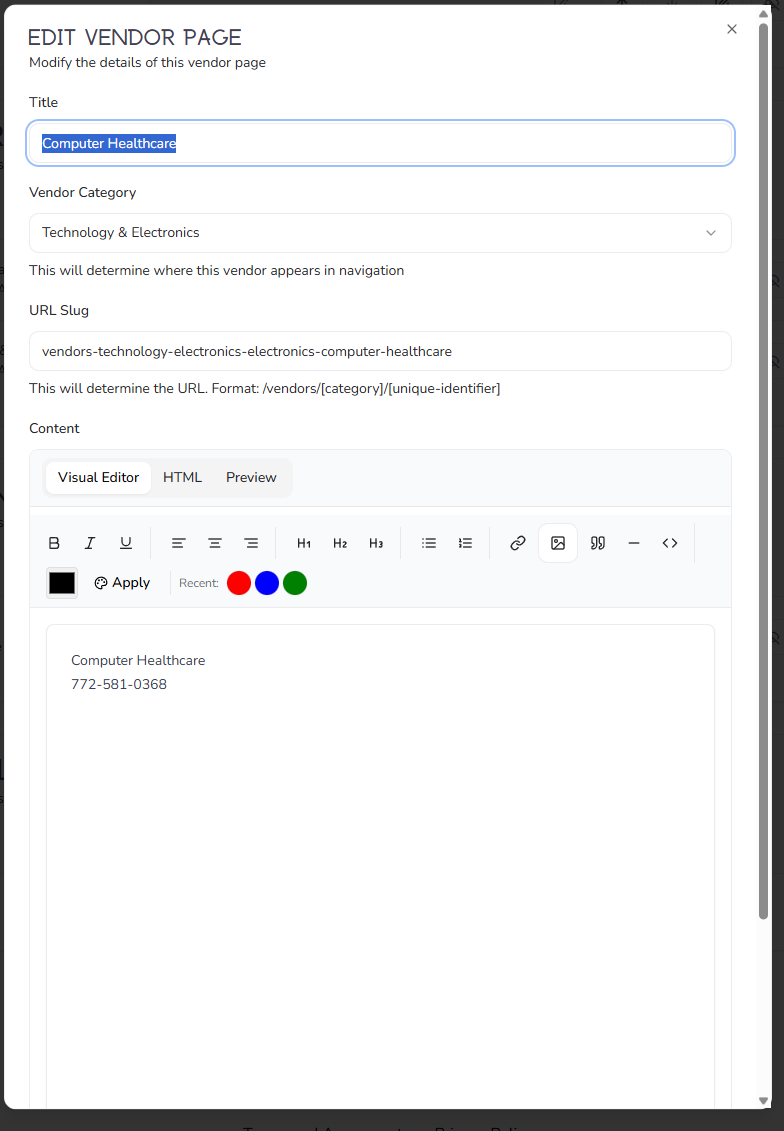 EDIT VENDOR PAGE
Modify the details of this vendor page
Title
Computer Healthcare
Vendor Category
Technology & Electronics
This will determine where this vendor appears in navigation
URL Slug
vendors-technology-electronics-electronics-computer-healthcare
This will determine the URL. Format: /vendors/[category]/[unique-identifier]
Content
Visual Editor HTML Preview
B I U H1 H2 H3
Apply Recent:
Computer Healthcare
772-581-0368